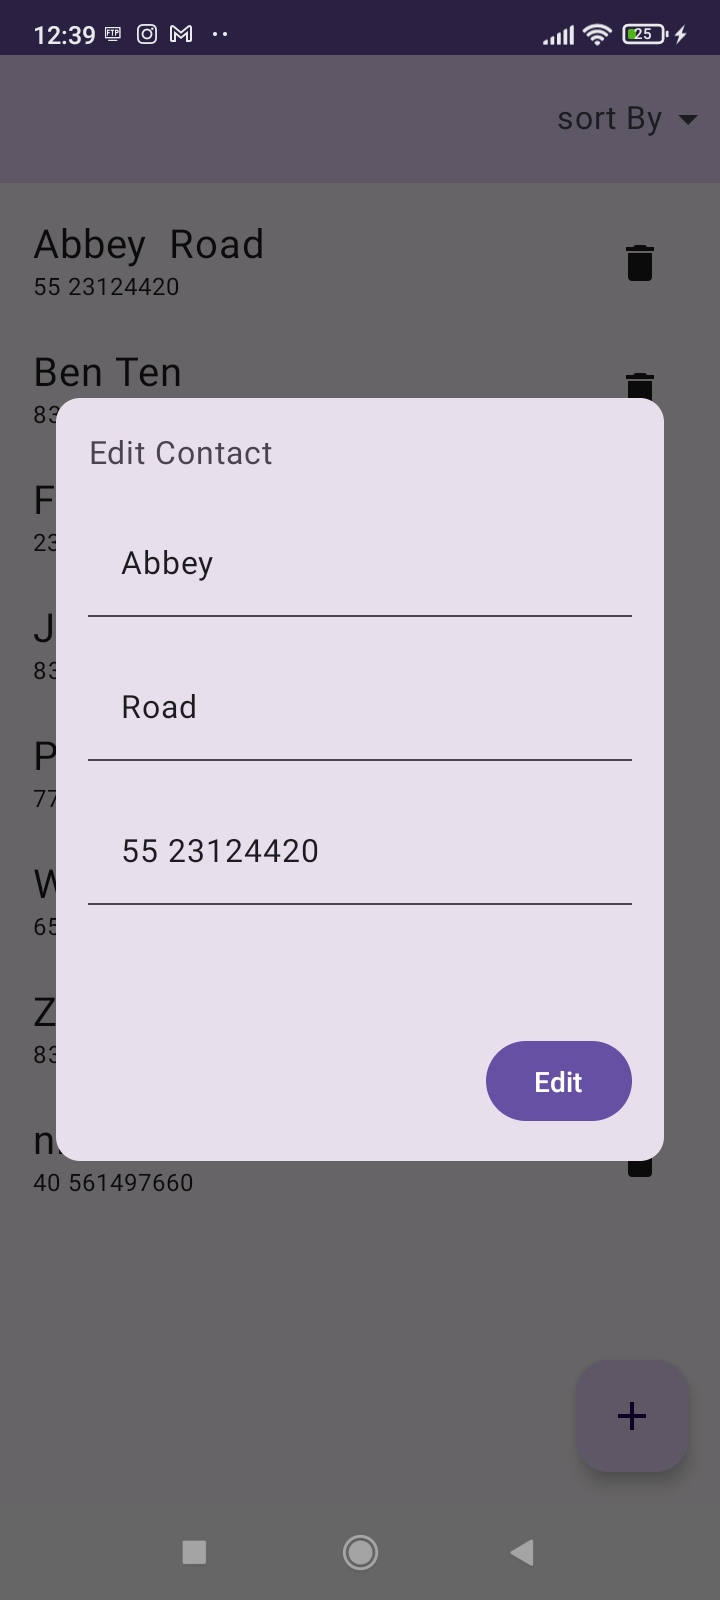 12:39 FTP 25
sort By
Abbey Road
55 23124420
Ben Ten
83
Edit Contact
F
23
Abbey
J
83
Road
P
77
55 23124420
W
65
Z
83
Edit
n
40 561497660